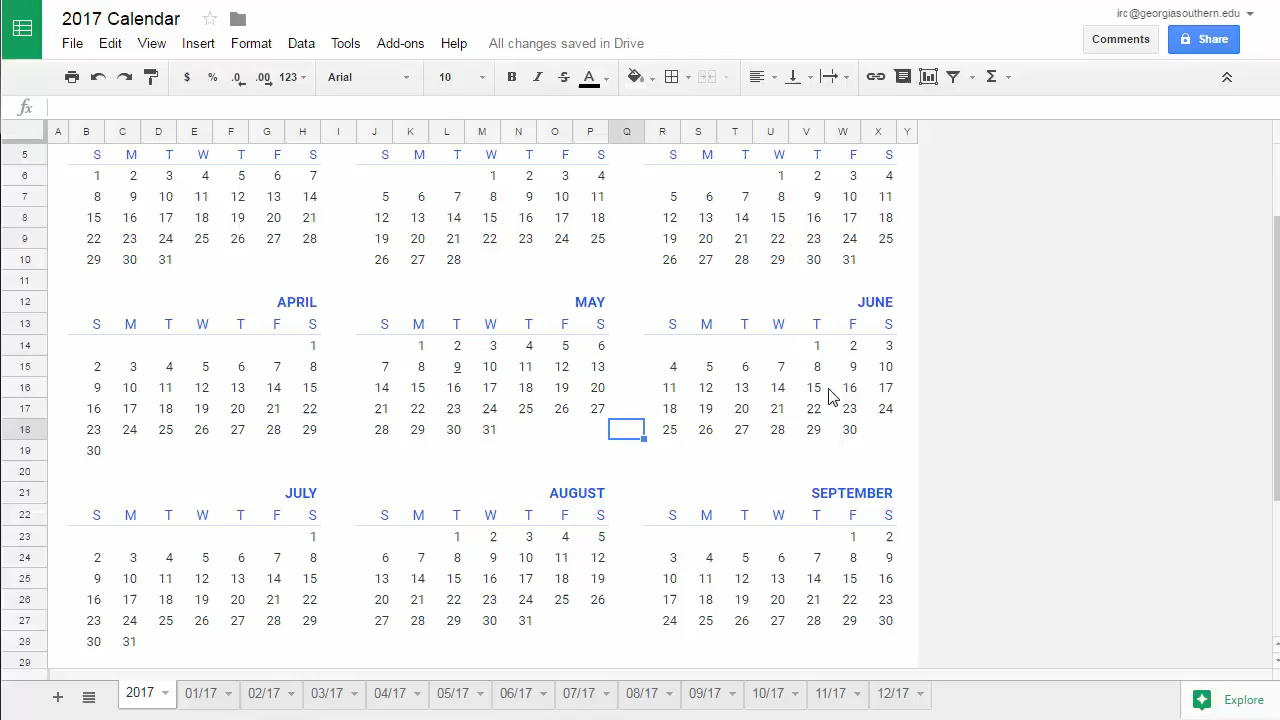 2017 Calendar
irc@georgiasouthern.edu
File Edit View Insert Format Data Tools Add-ons Help All changes saved in Drive
Comments Share
$ % .0 .00 123 Arial 10 B I S A Σ
fx
A B C D E F G H I J K L M N O P Q R S T U V W X Y
5 S M T W T F S S M T W T F S S M T W T F S
6 1 2 3 4 5 6 7 1 2 3 4 1 2 3 4
7 8 9 10 11 12 13 14 5 6 7 8 9 10 11 5 6 7 8 9 10 11
8 15 16 17 18 19 20 21 12 13 14 15 16 17 18 12 13 14 15 16 17 18
9 22 23 24 25 26 27 28 19 20 21 22 23 24 25 19 20 21 22 23 24 25
10 29 30 31 26 27 28 26 27 28 29 30 31
11
12 APRIL MAY JUNE
13 S M T W T F S S M T W T F S S M T W T F S
14 1 1 2 3 4 5 6 1 2 3
15 2 3 4 5 6 7 8 7 8 9 10 11 12 13 4 5 6 7 8 9 10
16 9 10 11 12 13 14 15 14 15 16 17 18 19 20 11 12 13 14 15 16 17
17 16 17 18 19 20 21 22 21 22 23 24 25 26 27 18 19 20 21 22 23 24
18 23 24 25 26 27 28 29 28 29 30 31 25 26 27 28 29 30
19 30
20
21 JULY AUGUST SEPTEMBER
22 S M T W T F S S M T W T F S S M T W T F S
23 1 1 2 3 4 5 1 2
24 2 3 4 5 6 7 8 6 7 8 9 10 11 12 3 4 5 6 7 8 9
25 9 10 11 12 13 14 15 13 14 15 16 17 18 19 10 11 12 13 14 15 16
26 16 17 18 19 20 21 22 20 21 22 23 24 25 26 17 18 19 20 21 22 23
27 23 24 25 26 27 28 29 27 28 29 30 31 24 25 26 27 28 29 30
28 30 31
29
2017 01/17 02/17 03/17 04/17 05/17 06/17 07/17 08/17 09/17 10/17 11/17 12/17 Explore